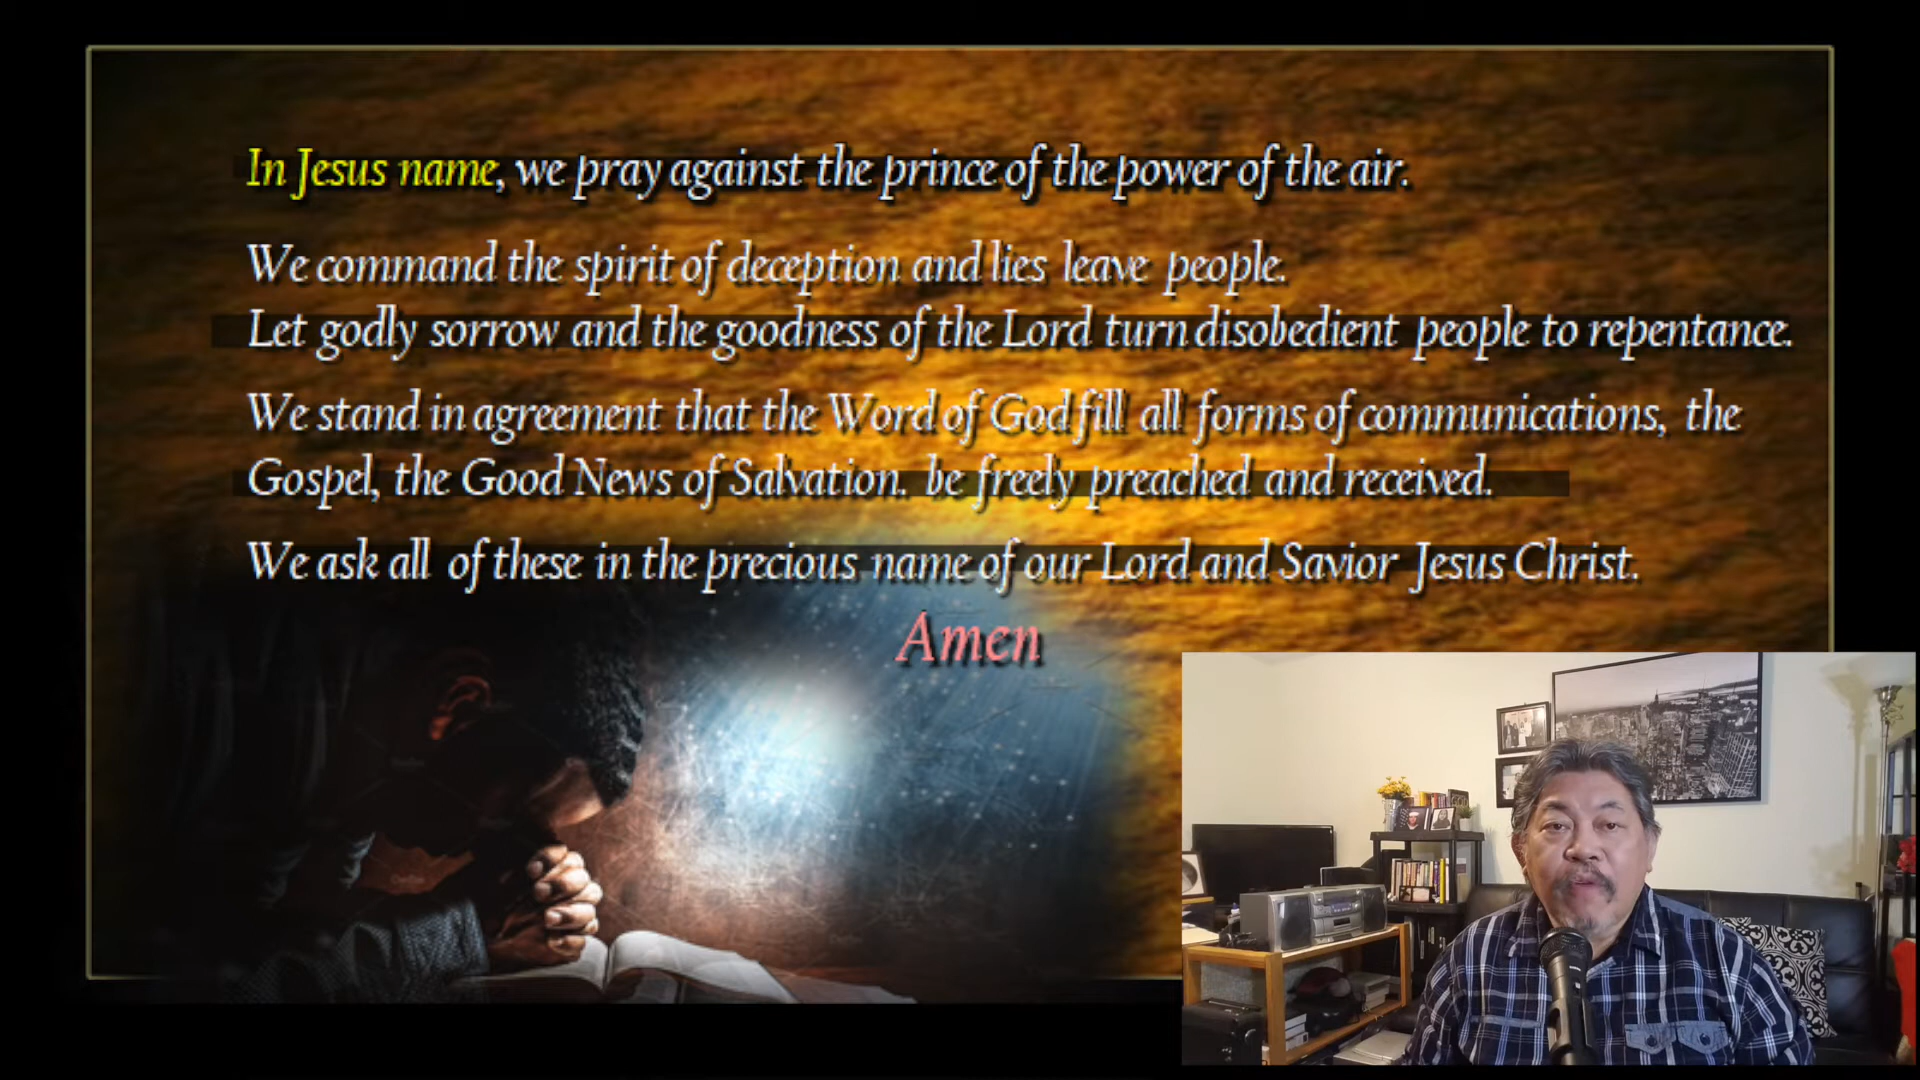 In Jesus name, we pray against the prince of the power of the air.
We command the spirit of deception and lies leave people.
Let godly sorrow and the goodness of the Lord turn disobedient people to repentance.
We stand in agreement that the Word of God fill all forms of communications, the
Gospel, the Good News of Salvation. be freely preached and received.
We ask all of these in the precious name of our Lord and Savior Jesus Christ.
Amen